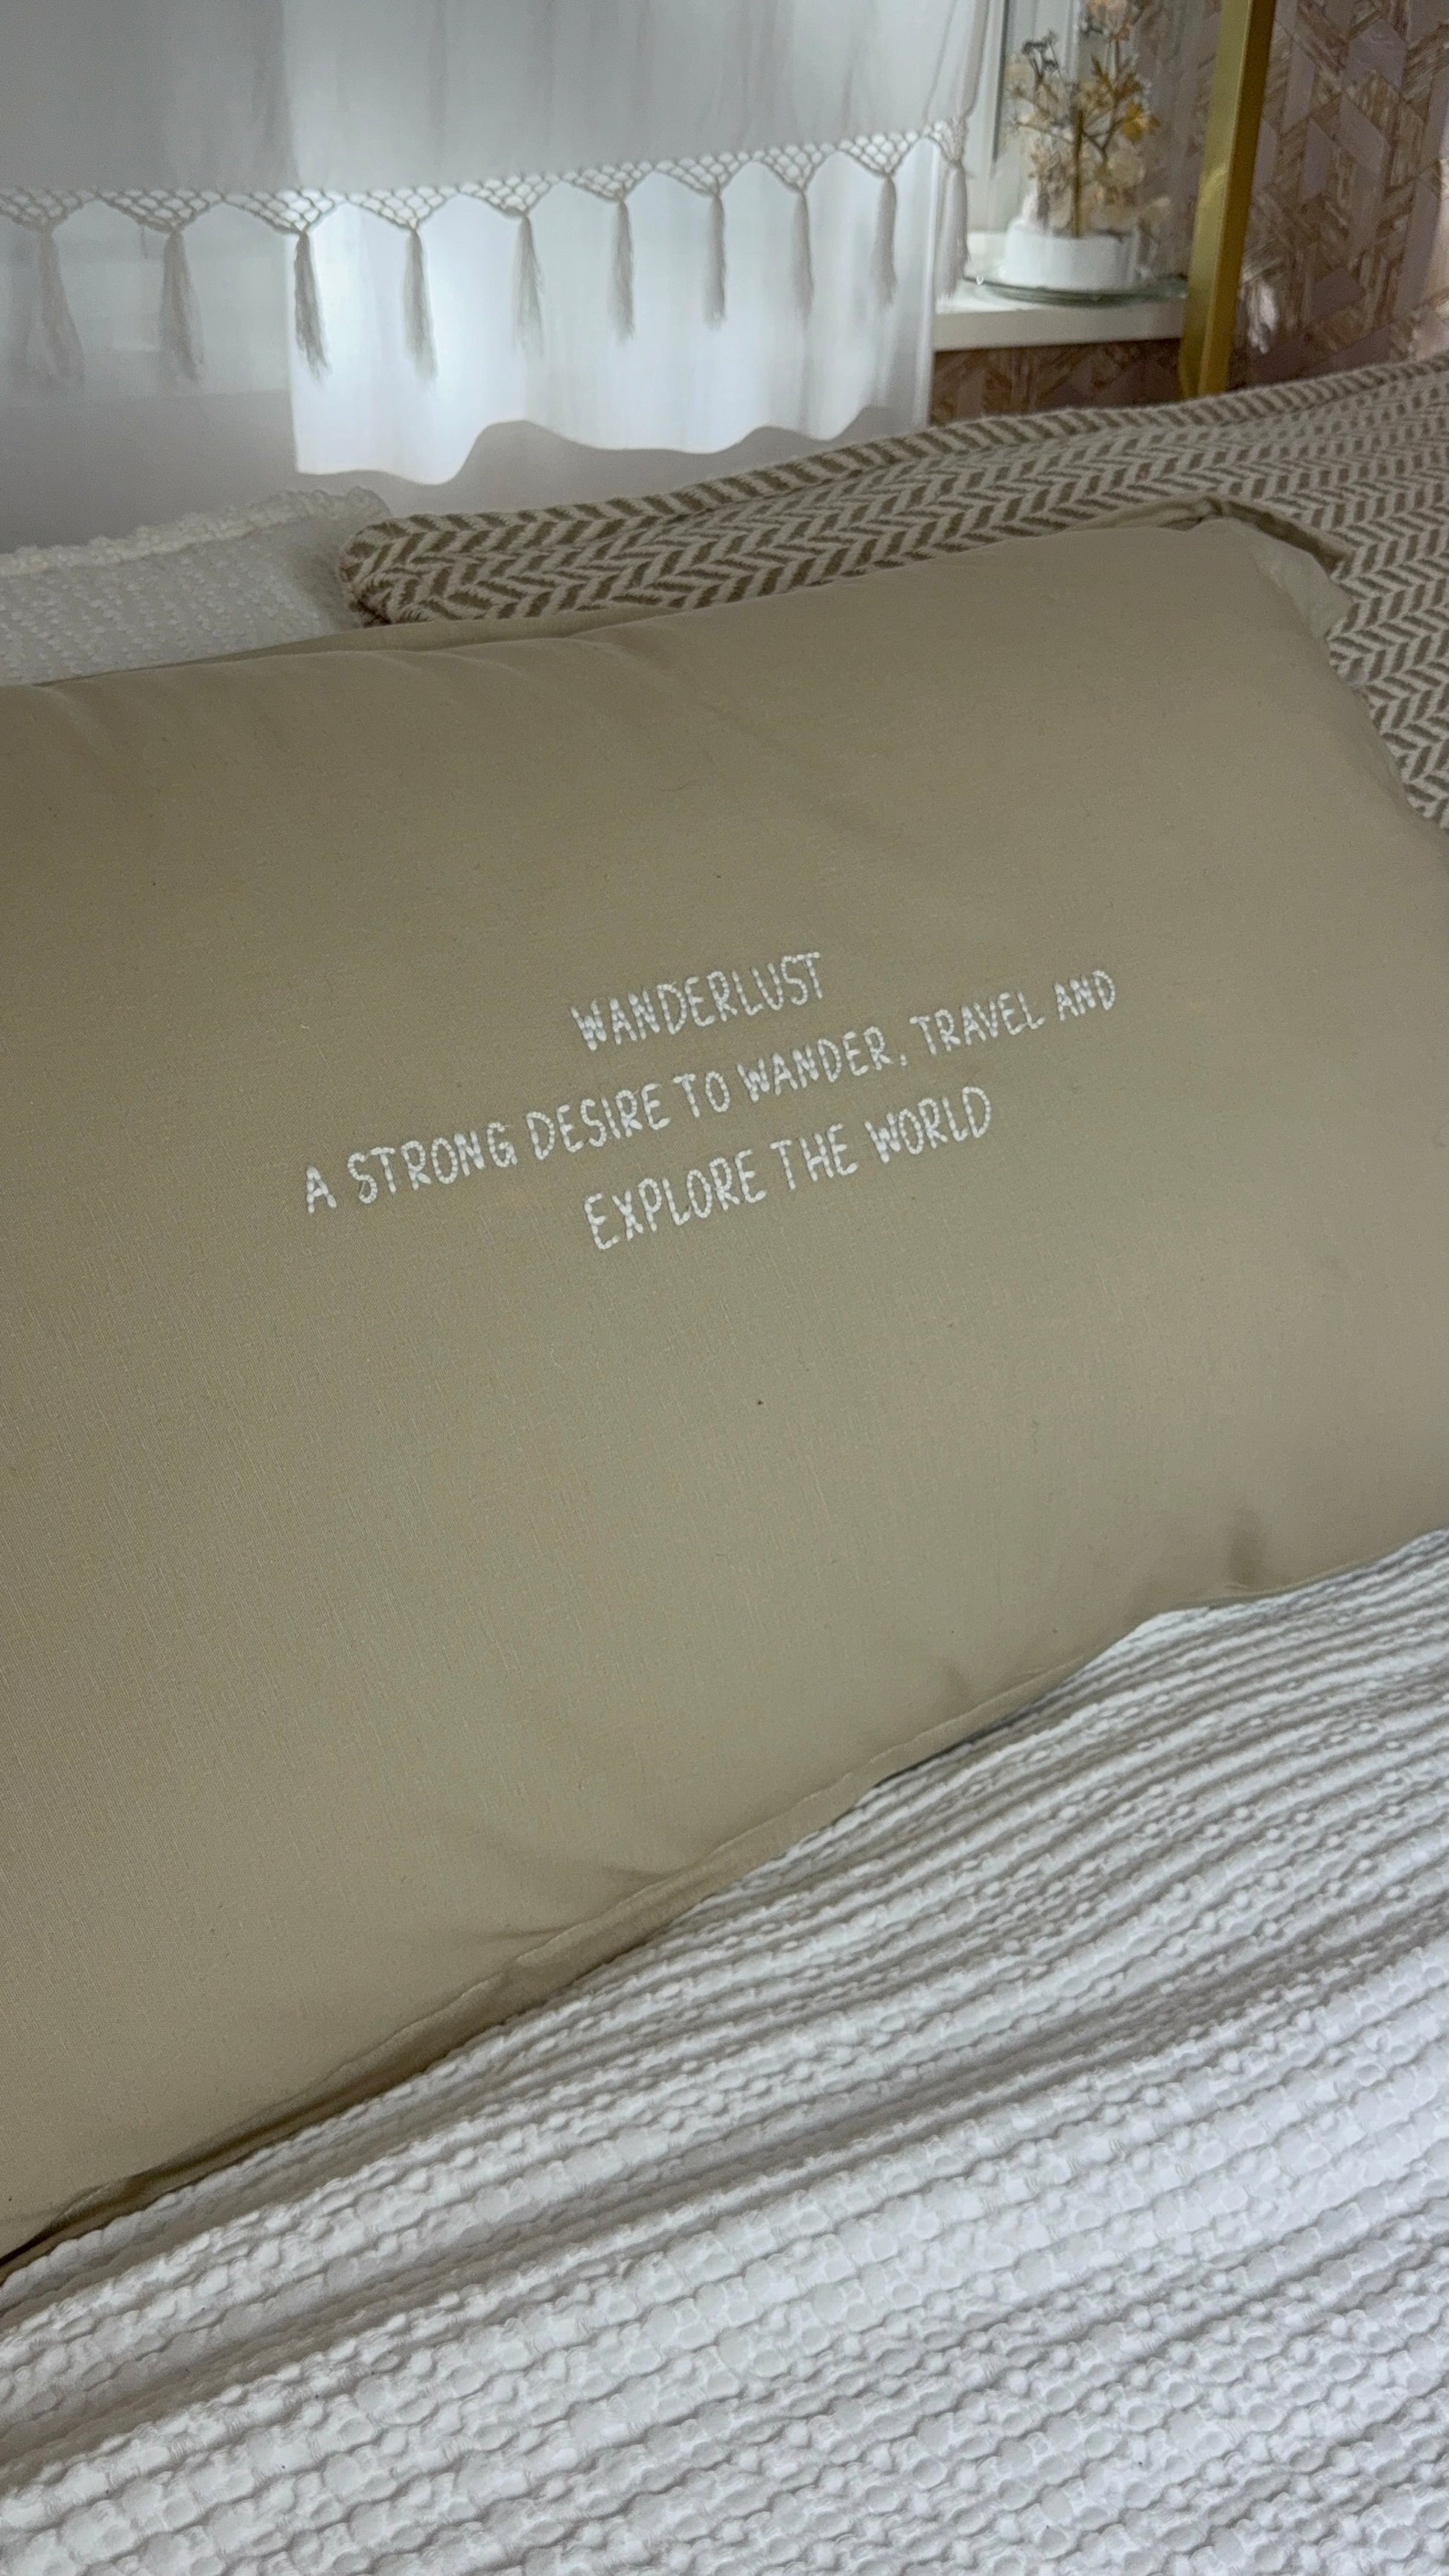 WANDERLUST
A STRONG DESIRE TO WANDER, TRAVEL AND
EXPLORE THE WORLD